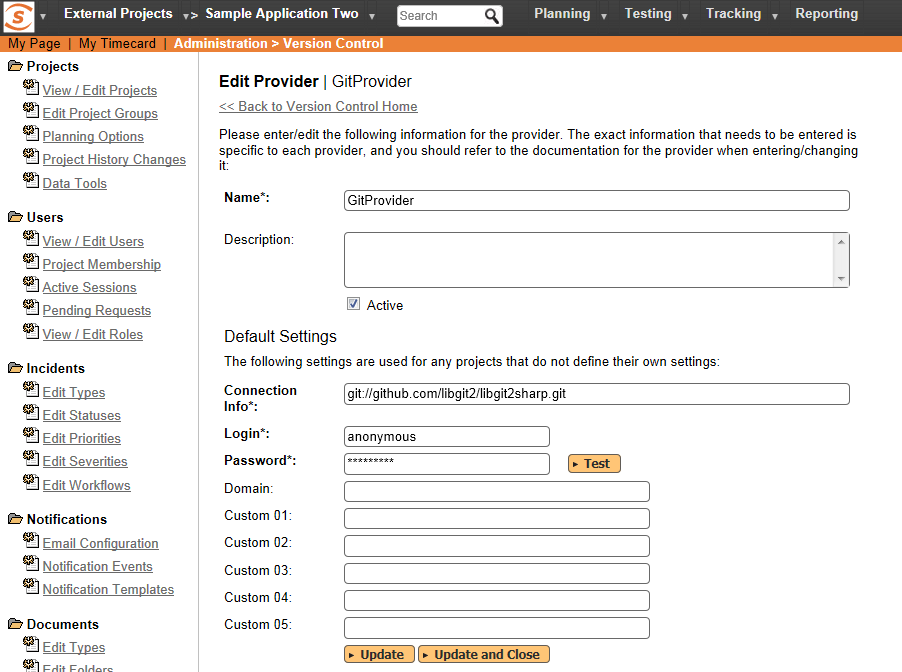 External Projects > Sample Application Two Search Planning Testing Tracking Reporting
My Page | My Timecard | Administration > Version Control
Projects
View / Edit Projects
Edit Project Groups
Planning Options
Project History Changes
Data Tools
Users
View / Edit Users
Project Membership
Active Sessions
Pending Requests
View / Edit Roles
Incidents
Edit Types
Edit Statuses
Edit Priorities
Edit Severities
Edit Workflows
Notifications
Email Configuration
Notification Events
Notification Templates
Documents
Edit Types
Edit Folders
Edit Provider | GitProvider
<< Back to Version Control Home
Please enter/edit the following information for the provider. The exact information that needs to be entered is
specific to each provider, and you should refer to the documentation for the provider when entering/changing
it:
Name*: GitProvider
Description:
Active
Default Settings
The following settings are used for any projects that do not define their own settings:
Connection
Info*: git://github.com/libgit2/libgit2sharp.git
Login*: anonymous
Password*: ********* Test
Domain:
Custom 01:
Custom 02:
Custom 03:
Custom 04:
Custom 05:
Update Update and Close